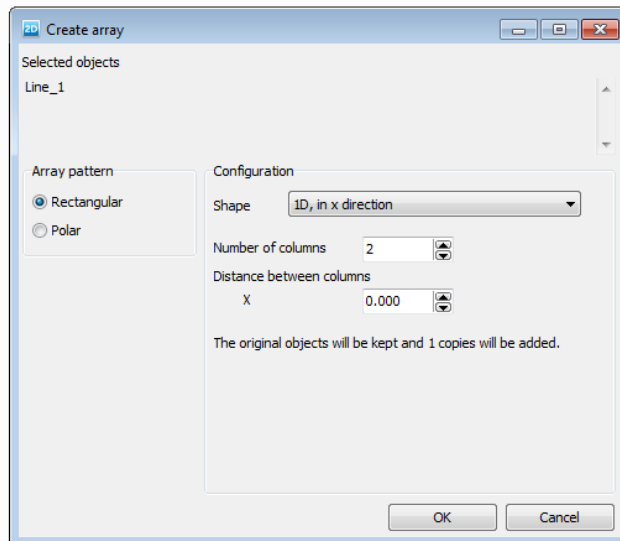 2D Create array
Selected objects
Line_1
Array pattern
Rectangular
Polar
Configuration
Shape 1D, in x direction
Number of columns 2
Distance between columns
X 0.000
The original objects will be kept and 1 copies will be added.
OK Cancel